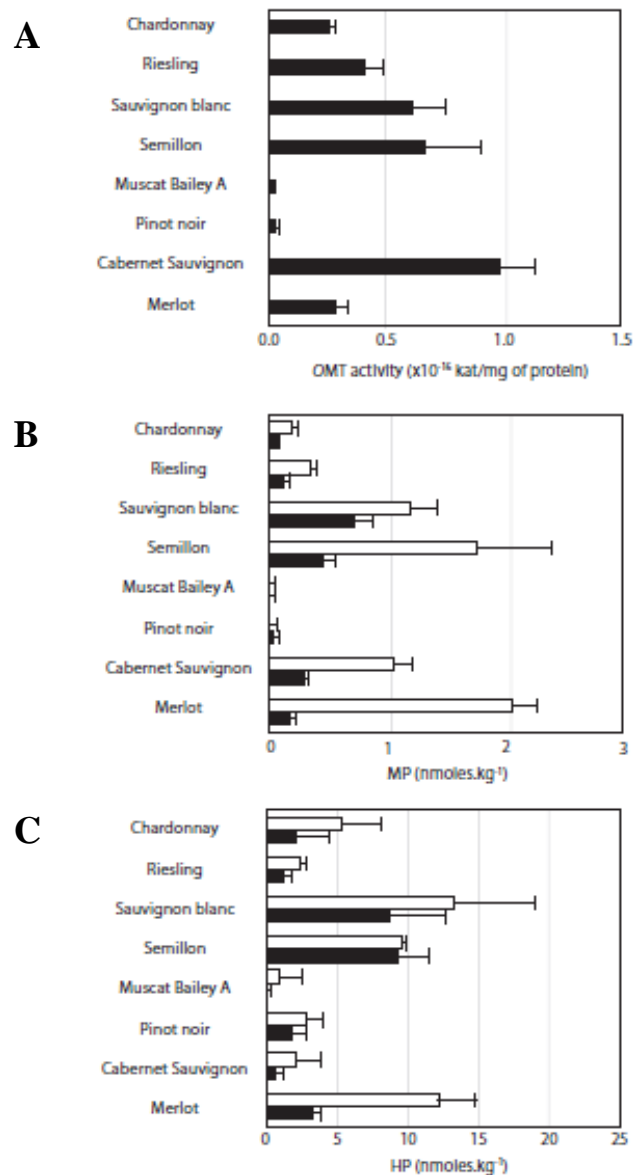 A
Chardonnay
Riesling
Sauvignon blanc
Semillon
Muscat Bailey A
Pinot noir
Cabernet Sauvignon
Merlot
0.0 0.5 1.0 1.5
OMT activity (x10⁻¹⁶ kat/mg of protein)
B
Chardonnay
Riesling
Sauvignon blanc
Semillon
Muscat Bailey A
Pinot noir
Cabernet Sauvignon
Merlot
0 1 2 3
MP (nmoles.kg⁻¹)
C
Chardonnay
Riesling
Sauvignon blanc
Semillon
Muscat Bailey A
Pinot noir
Cabernet Sauvignon
Merlot
0 5 10 15 20 25
HP (nmoles.kg⁻¹)